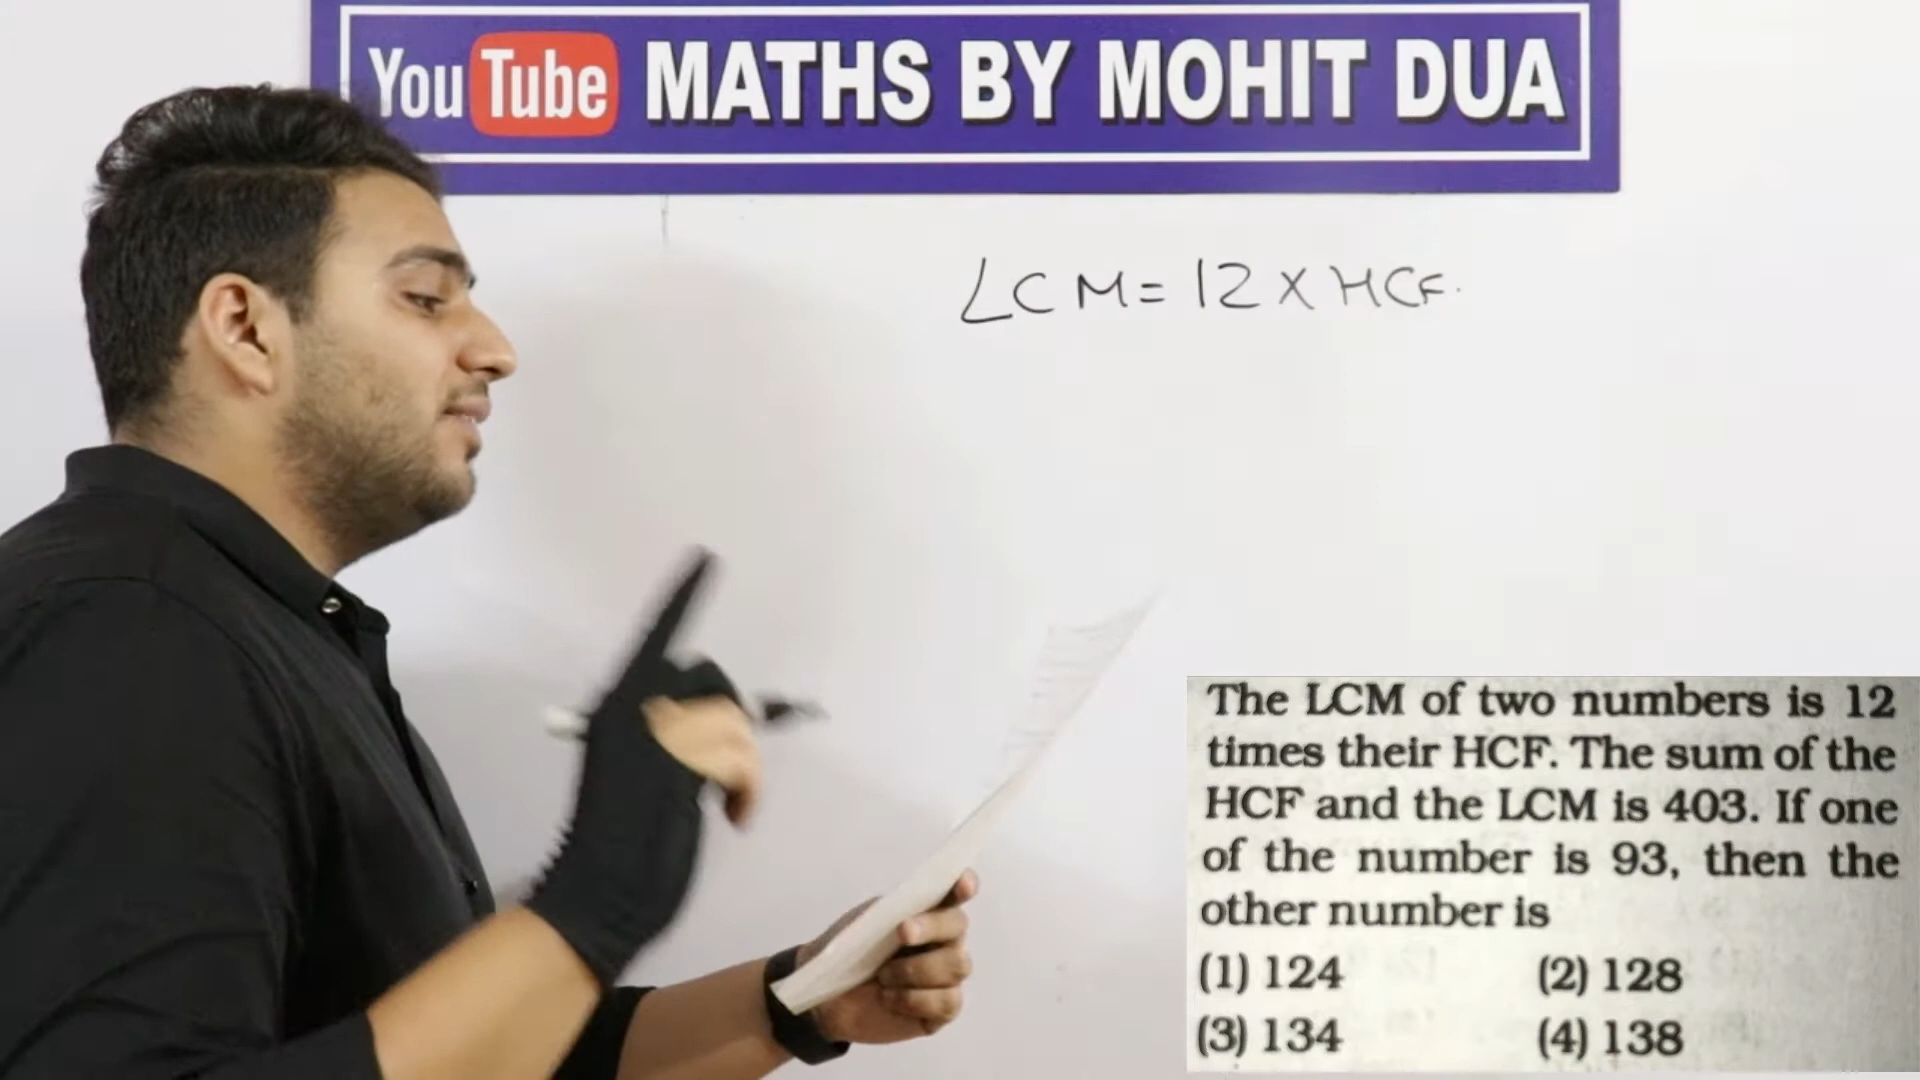 YouTube MATHS BY MOHIT DUA
LCM = 12 X HCF.
The LCM of two numbers is 12
times their HCF. The sum of the
HCF and the LCM is 403. If one
of the number is 93, then the
other number is
(1) 124 (2) 128
(3) 134 (4) 138